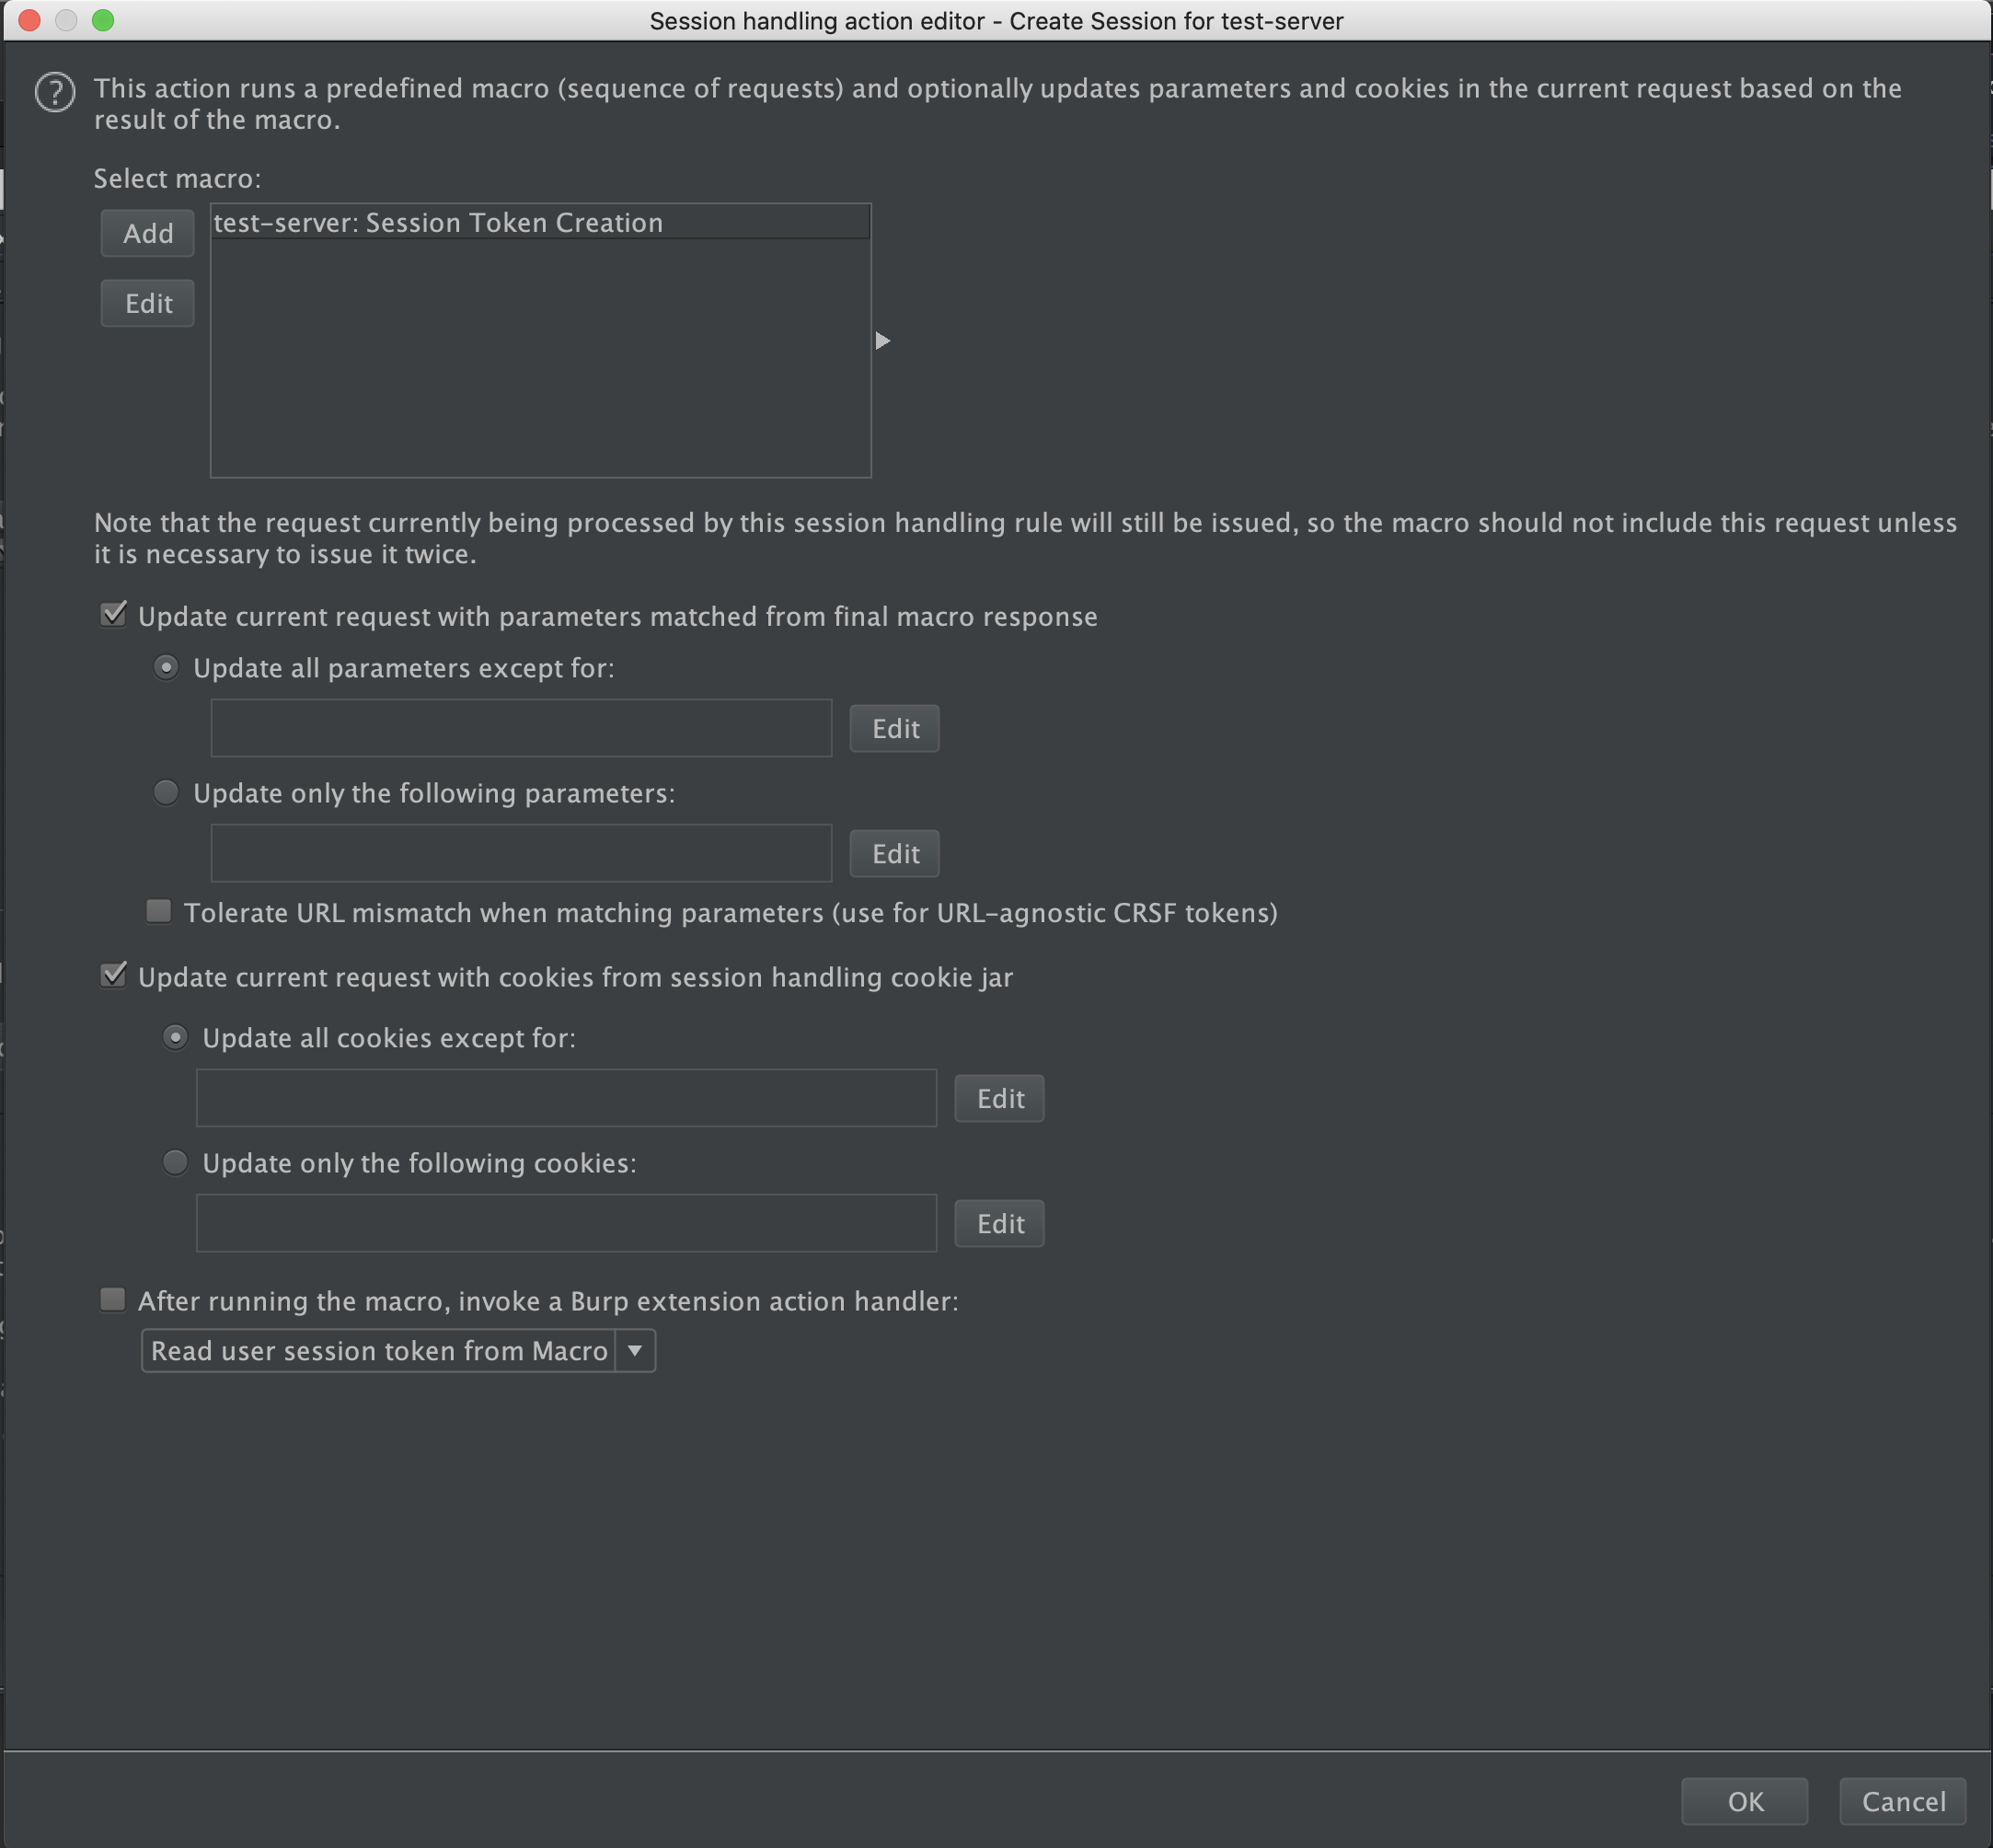 Session handling action editor - Create Session for test-server
This action runs a predefined macro (sequence of requests) and optionally updates parameters and cookies in the current request based on the
result of the macro.
Select macro:
Add
test-server: Session Token Creation
Edit
Note that the request currently being processed by this session handling rule will still be issued, so the macro should not include this request unless
it is necessary to issue it twice.
Update current request with parameters matched from final macro response
Update all parameters except for:
Edit
Update only the following parameters:
Edit
Tolerate URL mismatch when matching parameters (use for URL-agnostic CRSF tokens)
Update current request with cookies from session handling cookie jar
Update all cookies except for:
Edit
Update only the following cookies:
Edit
After running the macro, invoke a Burp extension action handler:
Read user session token from Macro
OK
Cancel